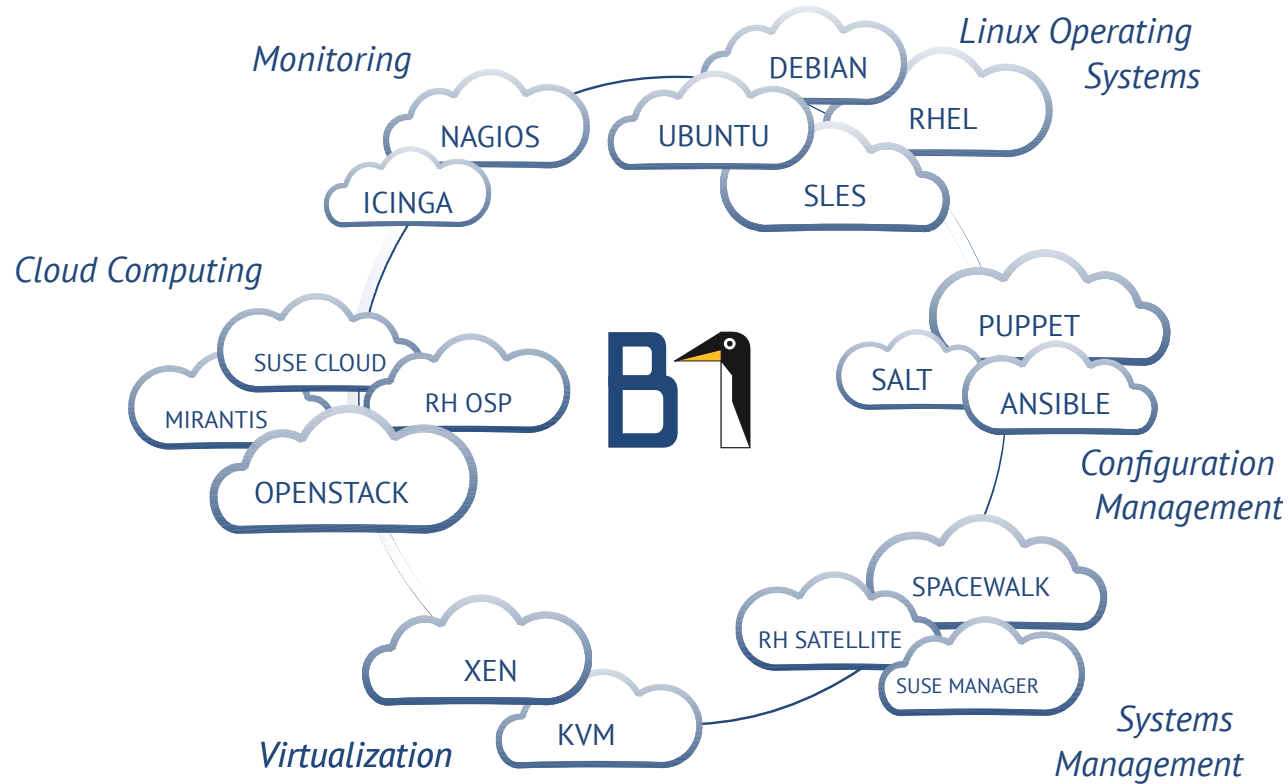 Monitoring
NAGIOS
ICINGA
Linux Operating
Systems
DEBIAN
RHEL
UBUNTU
SLES
Cloud Computing
SUSE CLOUD
MIRANTIS
RH OSP
OPENSTACK
B1
PUPPET
SALT
ANSIBLE
Configuration
Management
SPACEWALK
RH SATELLITE
SUSE MANAGER
Systems
Management
XEN
KVM
Virtualization